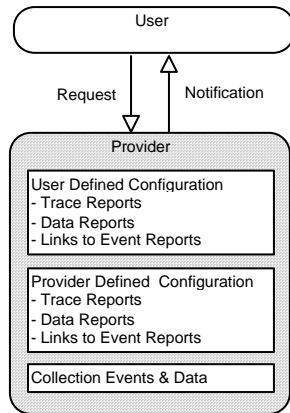 User
Request
Notification
Provider
User Defined Configuration
- Trace Reports
- Data Reports
- Links to Event Reports
Provider Defined Configuration
- Trace Reports
- Data Reports
- Links to Event Reports
Collection Events & Data